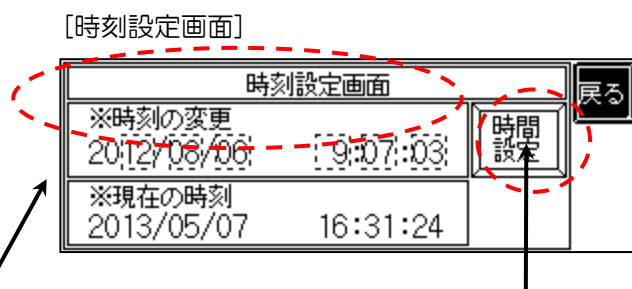 [時刻設定画面]
時刻設定画面
戻る
※時刻の変更
2012/08/06 9:07:03
時間
設定
※現在の時刻
2013/05/07 16:31:24